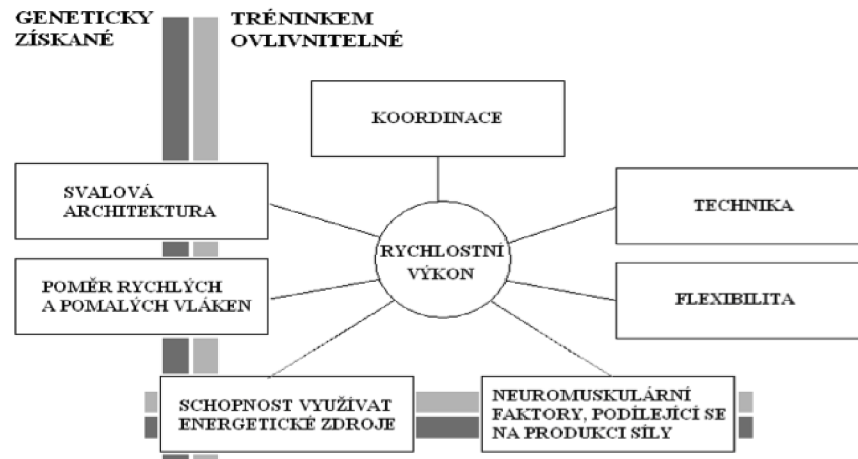 GENETICKY
ZÍSKANÉ
TRÉNINKEM
OVLIVNITELNÉ
KOORDINACE
SVALOVÁ
ARCHITEKTURA
TECHNIKA
RYCHLOSTNÍ
VÝKON
POMĚR RYCHLÝCH
A POMALÝCH VLÁKEN
FLEXIBILITA
SCHOPNOST VYUŽÍVAT
ENERGETICKÉ ZDROJE
NEUROMUSKULÁRNÍ
FAKTORY, PODÍLEJÍCÍ SE
NA PRODUKCI SÍLY